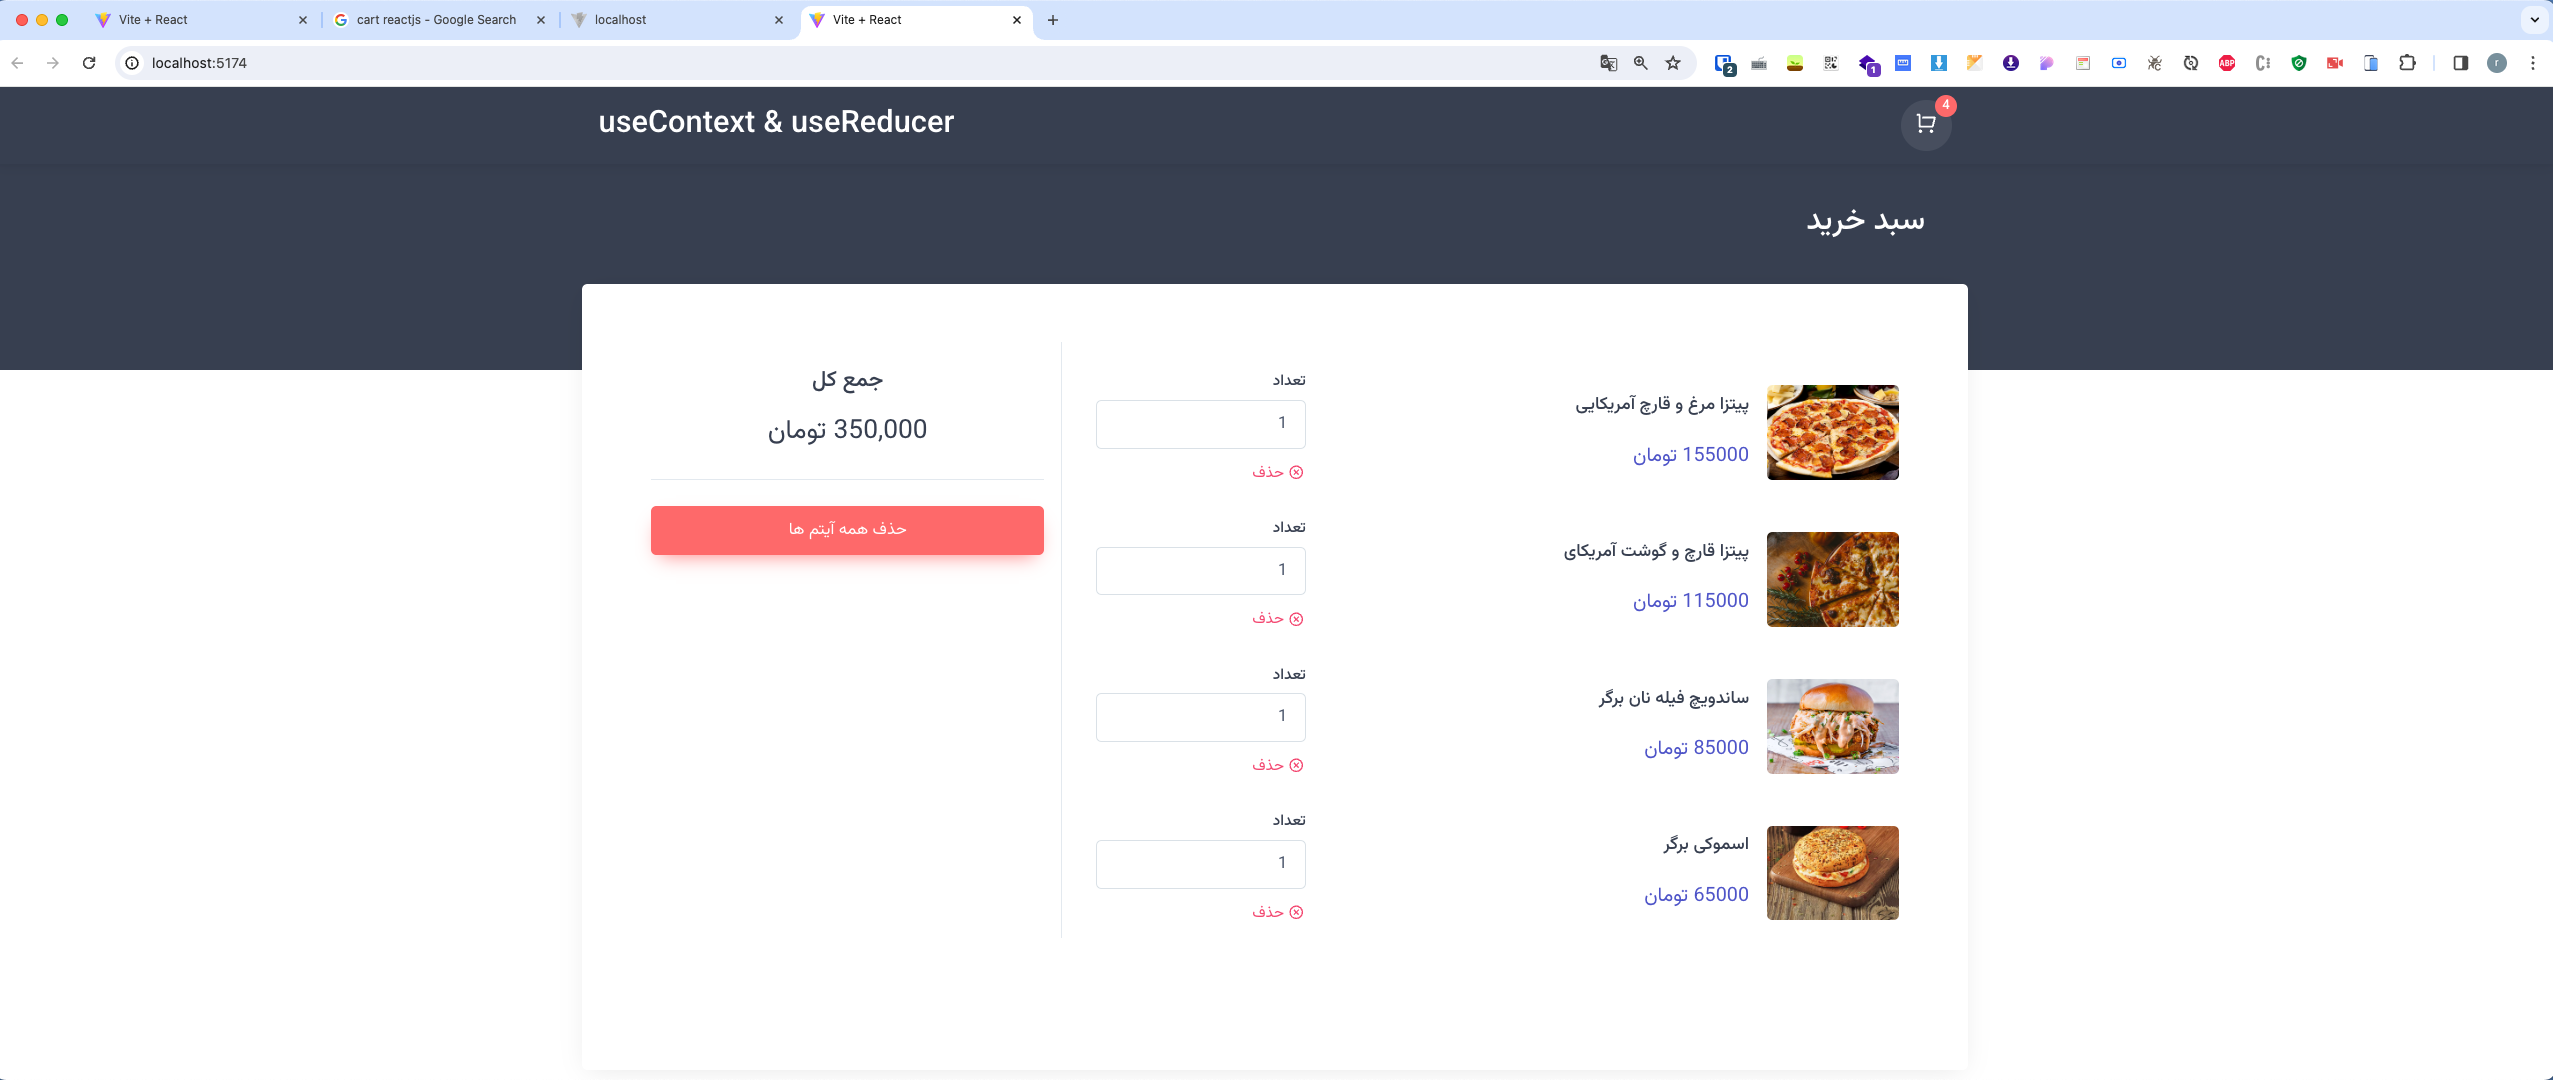 Vite + React
cart reactjs - Google Search
localhost
Vite + React
localhost:5174
2
1
ABP
r
useContext & useReducer
4
سبد خرید
پیتزا مرغ و قارچ آمریکایی
155000 تومان
تعداد
1
حذف
پیتزا قارچ و گوشت آمریکای
115000 تومان
تعداد
1
حذف
ساندویچ فیله نان برگر
85000 تومان
تعداد
1
حذف
اسموکی برگر
65000 تومان
تعداد
1
حذف
جمع کل
350,000 تومان
حذف همه آیتم ها